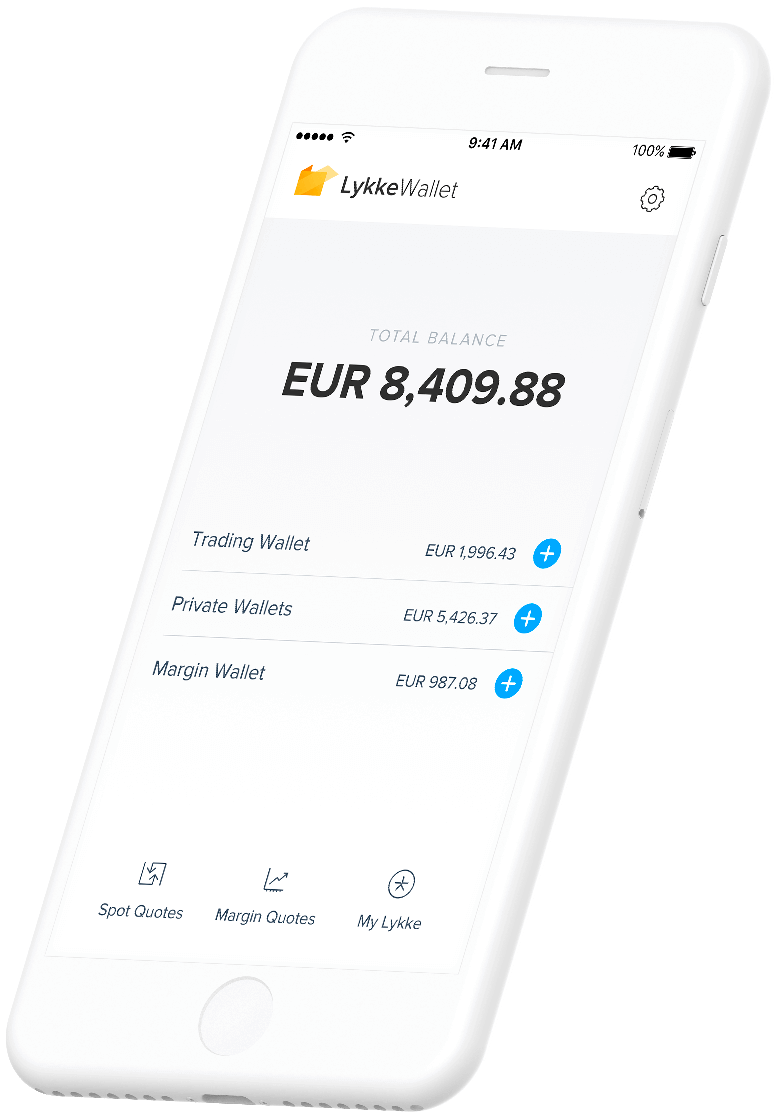 9:41 AM 100%
LykkeWallet
TOTAL BALANCE
EUR 8,409.88
Trading Wallet EUR 1,996.43
Private Wallets EUR 5,426.37
Margin Wallet EUR 987.08
Spot Quotes Margin Quotes My Lykke